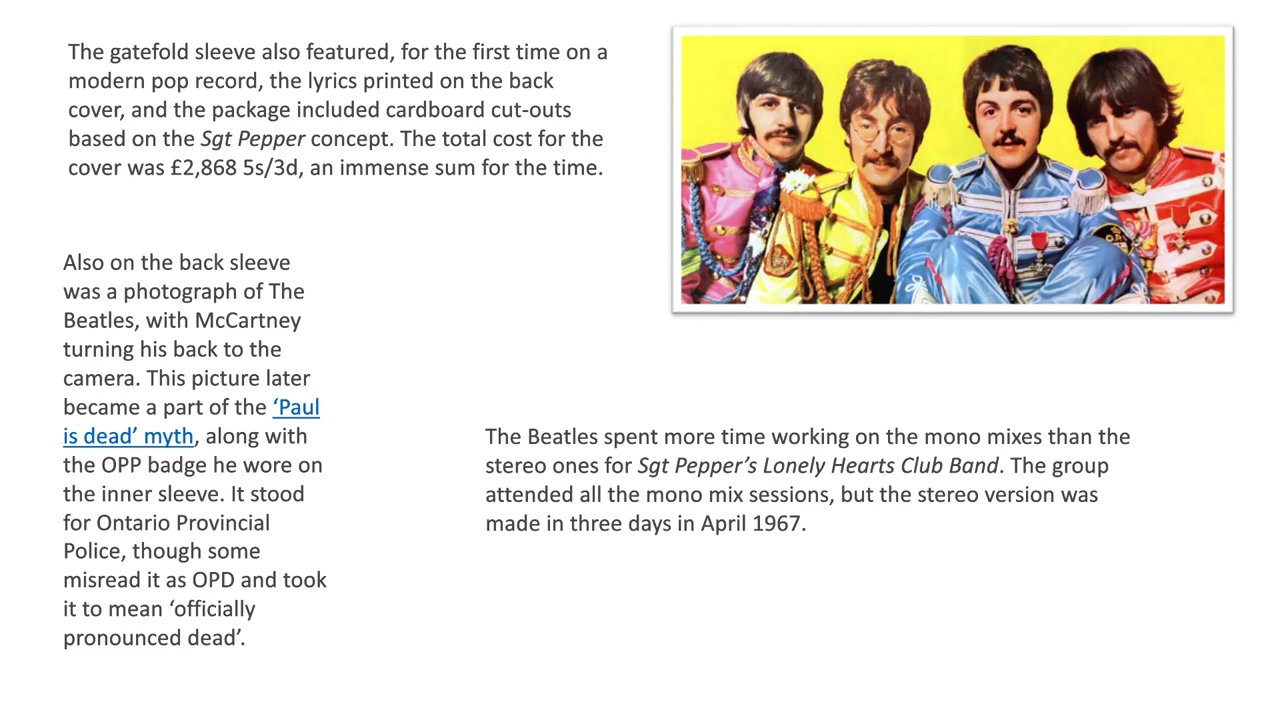 The gatefold sleeve also featured, for the first time on a
modern pop record, the lyrics printed on the back
cover, and the package included cardboard cut-outs
based on the Sgt Pepper concept. The total cost for the
cover was £2,868 5s/3d, an immense sum for the time.
Also on the back sleeve
was a photograph of The
Beatles, with McCartney
turning his back to the
camera. This picture later
became a part of the ‘Paul
is dead’ myth, along with
the OPP badge he wore on
the inner sleeve. It stood
for Ontario Provincial
Police, though some
misread it as OPD and took
it to mean ‘officially
pronounced dead’.
The Beatles spent more time working on the mono mixes than the
stereo ones for Sgt Pepper’s Lonely Hearts Club Band. The group
attended all the mono mix sessions, but the stereo version was
made in three days in April 1967.